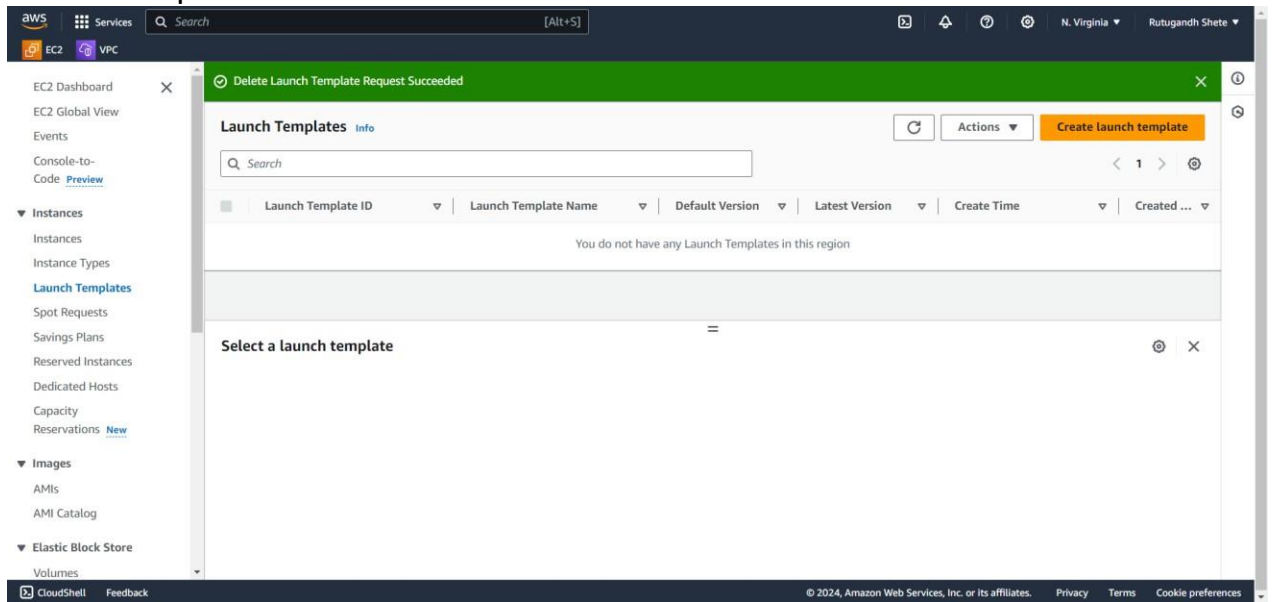 aws Services Search [Alt+S] N. Virginia Rutugandh Shete
EC2 VPC
EC2 Dashboard
EC2 Global View
Events
Console-to-
Code Preview
Instances
Instances
Instance Types
Launch Templates
Spot Requests
Savings Plans
Reserved Instances
Dedicated Hosts
Capacity
Reservations New
Images
AMIs
AMI Catalog
Elastic Block Store
Volumes
Delete Launch Template Request Succeeded
Launch Templates Info Actions Create launch template
Search 1
Launch Template ID Launch Template Name Default Version Latest Version Create Time Created ...
You do not have any Launch Templates in this region
Select a launch template
CloudShell Feedback © 2024, Amazon Web Services, Inc. or its affiliates. Privacy Terms Cookie preferences